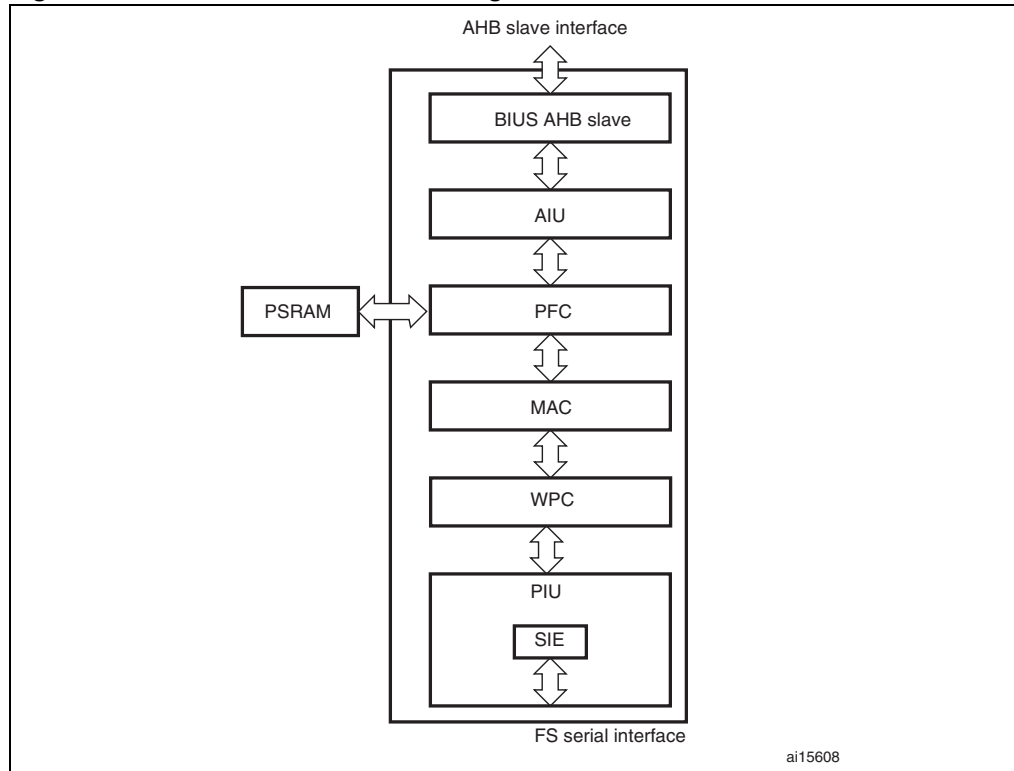 AHB slave interface
BIUS AHB slave
AIU
PSRAM
PFC
MAC
WPC
PIU
SIE
FS serial interface
ai15608